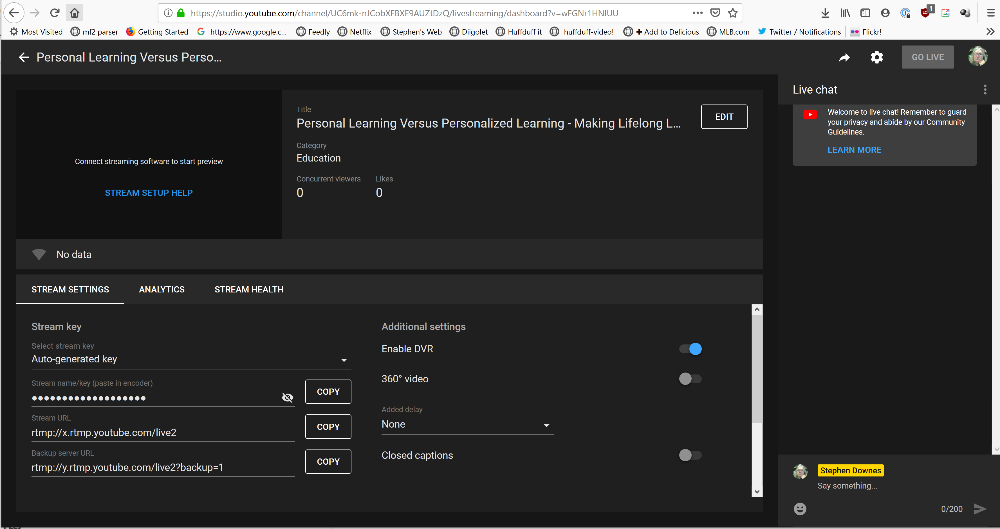 https://studio.youtube.com/channel/UC6mk-nJCobXFBXE9AUZtDzQ/livestreaming/dashboard?v=wFGNr1HNIUU
1
Most Visited mf2 parser Getting Started https://www.google.c... Feedly Netflix Stephen's Web Diigolet Huffduff it huffduff-video! + Add to Delicious MLB.com Twitter / Notifications Flickr!
Personal Learning Versus Perso...
GO LIVE
Connect streaming software to start preview
STREAM SETUP HELP
Title
Personal Learning Versus Personalized Learning - Making Lifelong L...
EDIT
Category
Education
Concurrent viewers Likes
0 0
No data
STREAM SETTINGS ANALYTICS STREAM HEALTH
Stream key
Select stream key
Auto-generated key
Stream name/key (paste in encoder)
●●●●●●●●●●●●●●●●●●●
COPY
Stream URL
rtmp://x.rtmp.youtube.com/live2
COPY
Backup server URL
rtmp://y.rtmp.youtube.com/live2?backup=1
COPY
Additional settings
Enable DVR
360° video
Added delay
None
Closed captions
Live chat
Welcome to live chat! Remember to guard
your privacy and abide by our Community
Guidelines.
LEARN MORE
Stephen Downes
Say something...
0/200